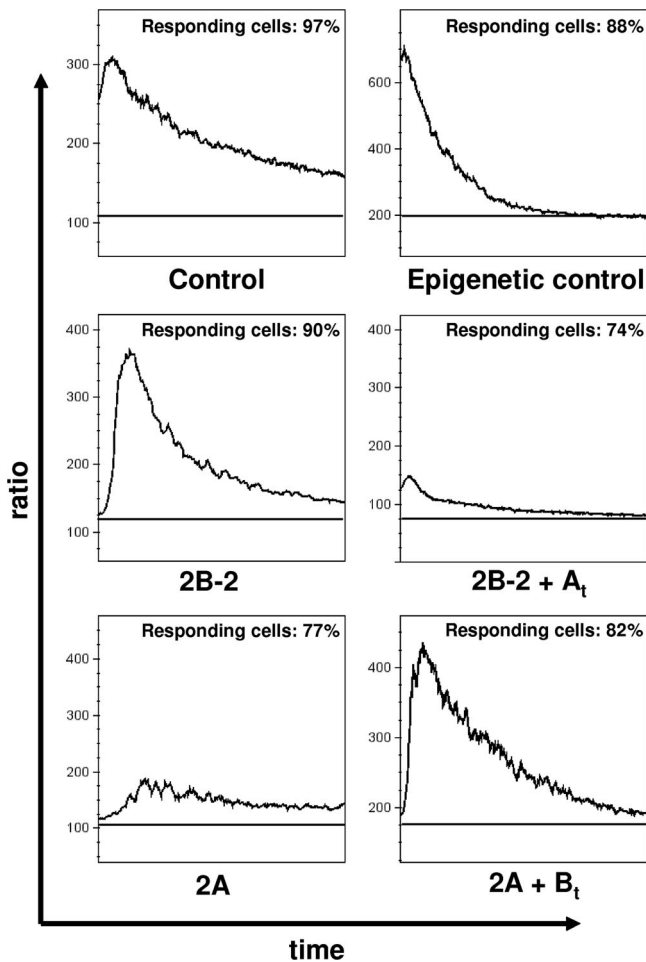 Responding cells: 97%
300
200
100
Control
Responding cells: 88%
600
400
200
Epigenetic control
Responding cells: 90%
400
300
200
100
2B-2
Responding cells: 74%
400
300
200
100
2B-2 + At
Responding cells: 77%
400
300
200
100
2A
Responding cells: 82%
400
300
200
2A + Bt
ratio
time